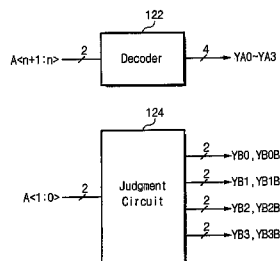 122
A<n+1:n>
2
Decoder
4
YA0~YA3
124
A<1:0>
2
Judgment
Circuit
2
YB0, YB0B
2
YB1, YB1B
2
YB2, YB2B
2
YB3, YB3B